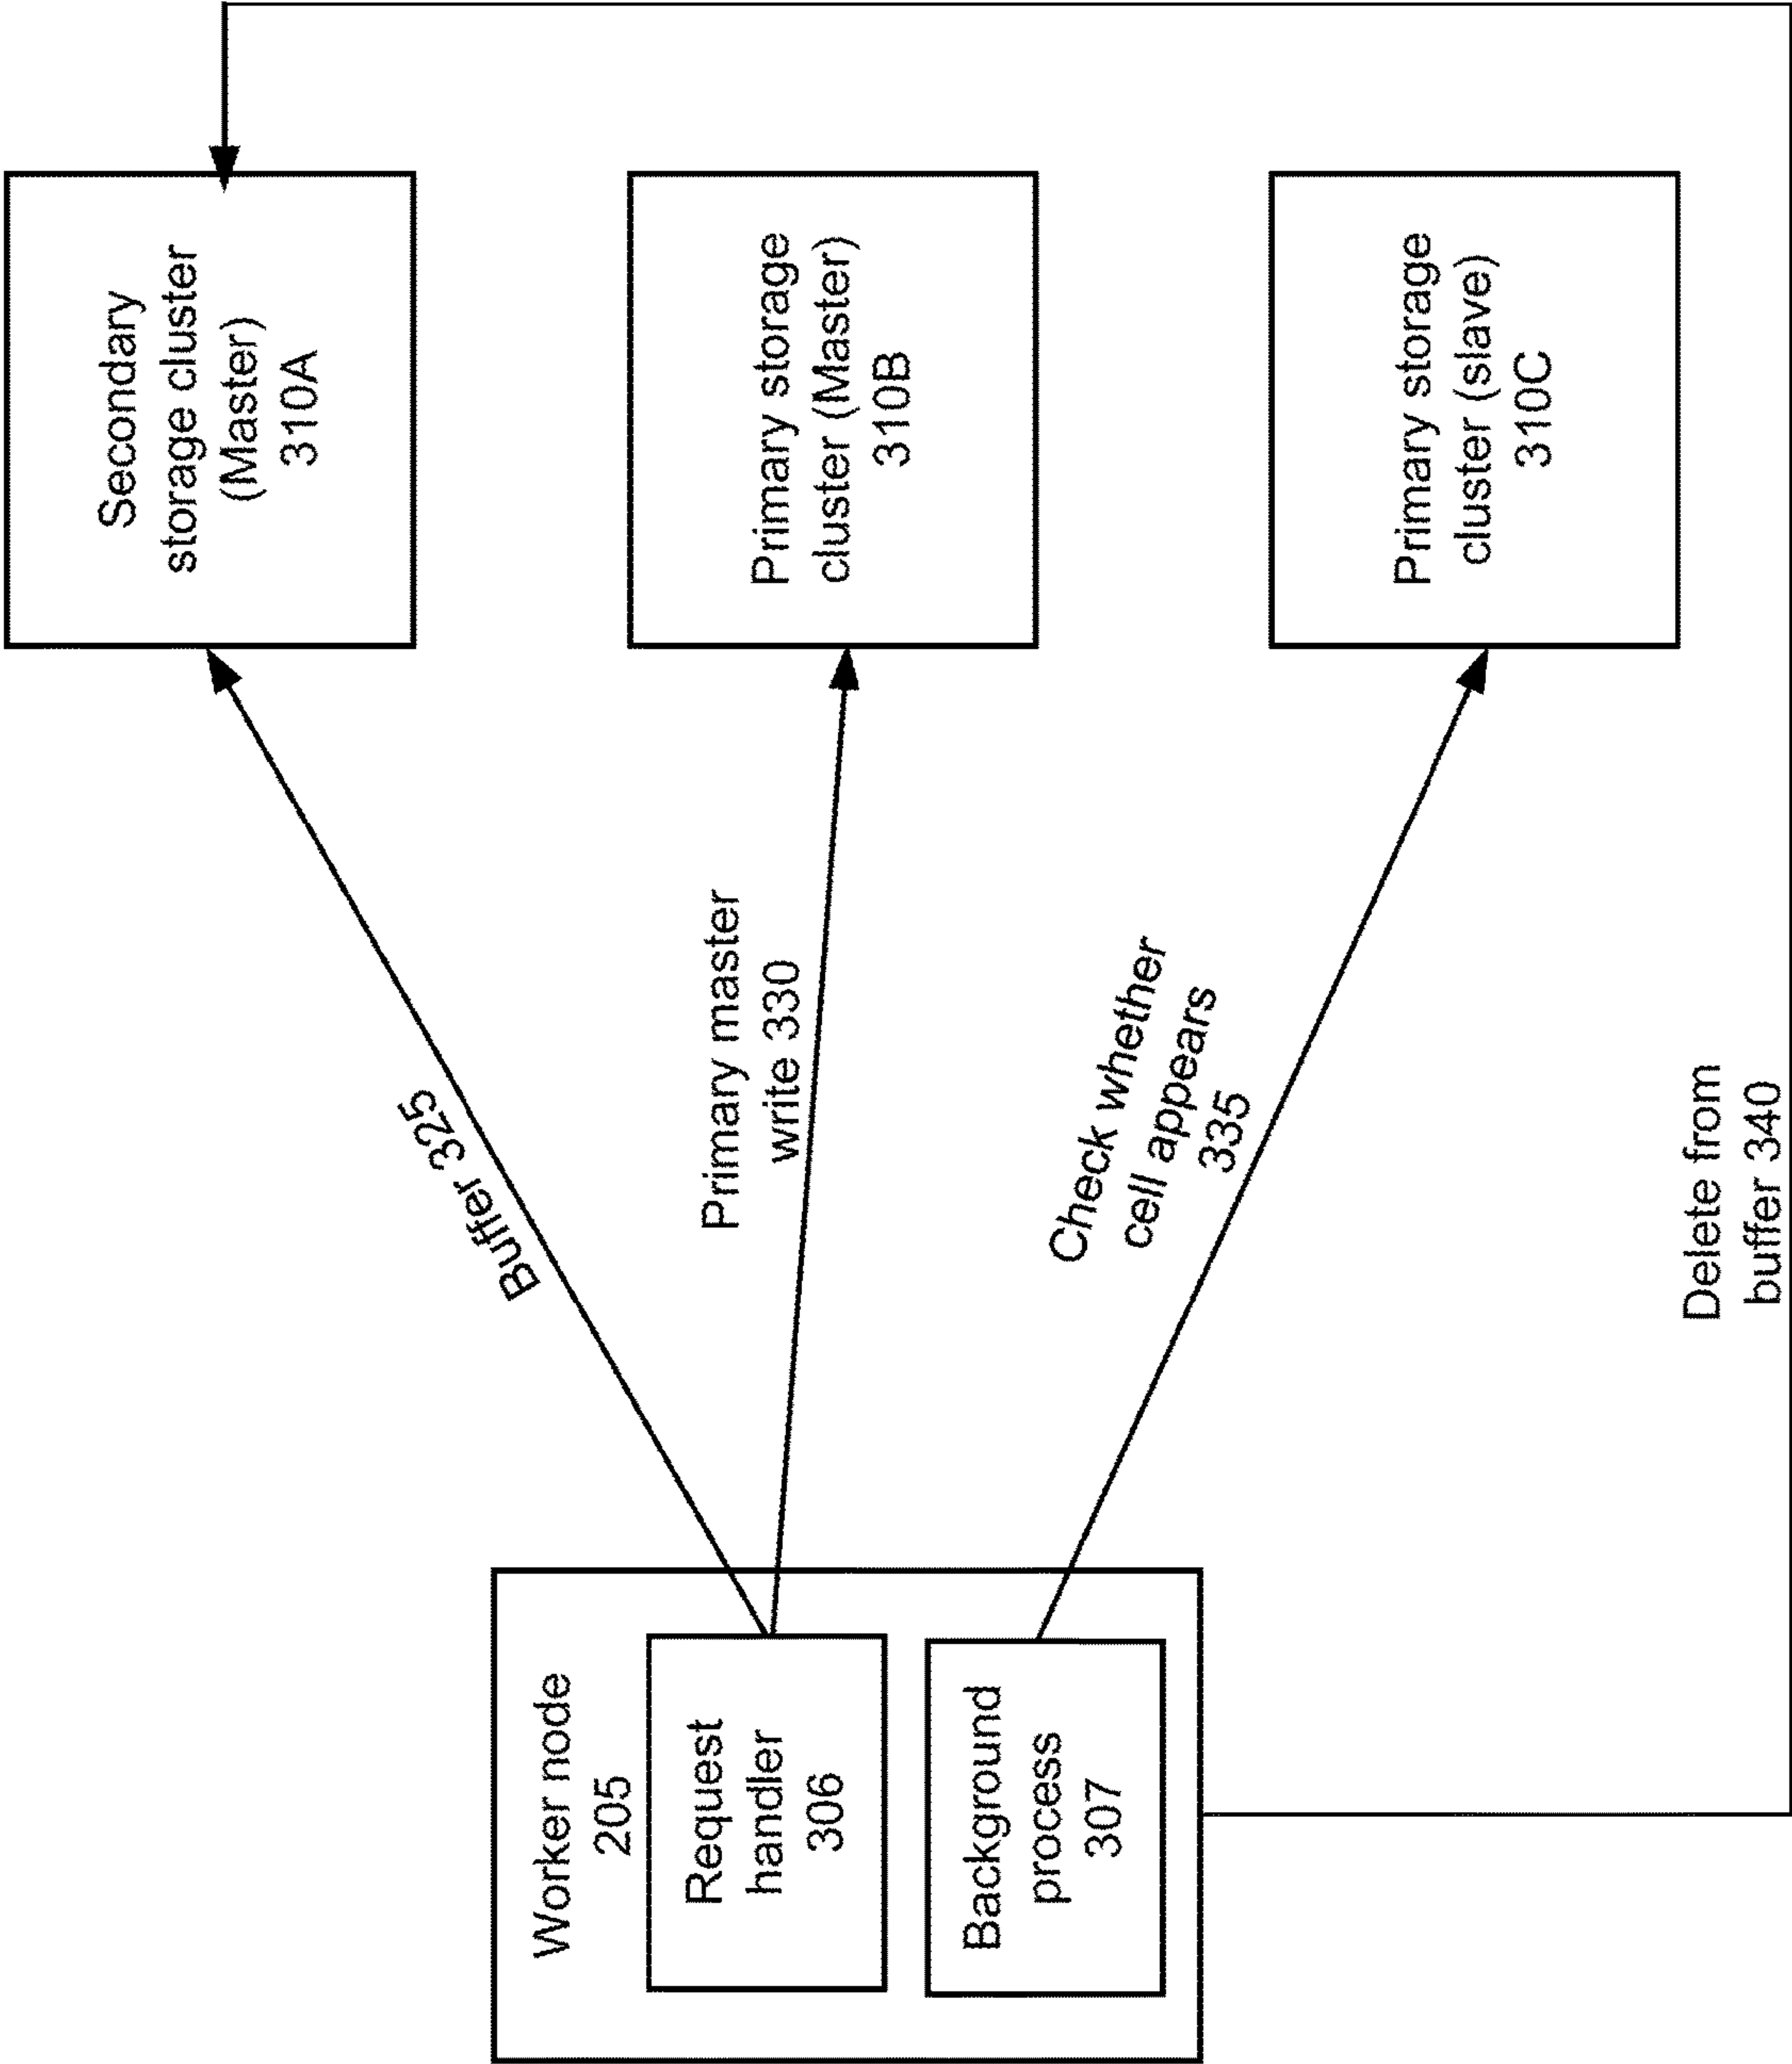 Worker node
205
Request
handler
306
Background
process
307
Buffer 325
Primary master
write 330
Check whether
cell appears
335
Delete from
buffer 340
Secondary
storage cluster
(Master)
310A
Primary storage
cluster (Master)
310B
Primary storage
cluster (slave)
310C